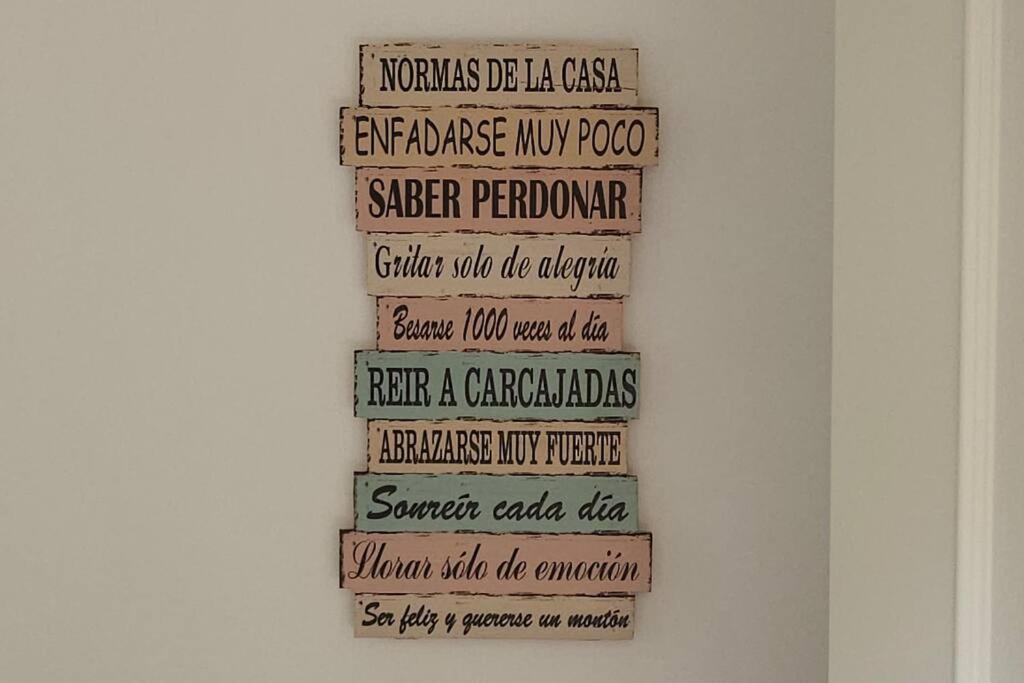 NORMAS DE LA CASA
ENFADARSE MUY POCO
SABER PERDONAR
Gritar solo de alegría
Besarse 1000 veces al día
REIR A CARCAJADAS
ABRAZARSE MUY FUERTE
Sonreír cada día
Llorar sólo de emoción
Ser feliz y quererse un montón